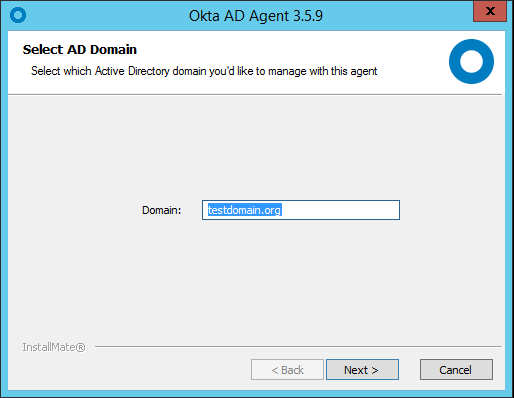 Okta AD Agent 3.5.9
X
Select AD Domain
Select which Active Directory domain you'd like to manage with this agent
Domain: testdomain.org
InstallMate®
< Back Next > Cancel